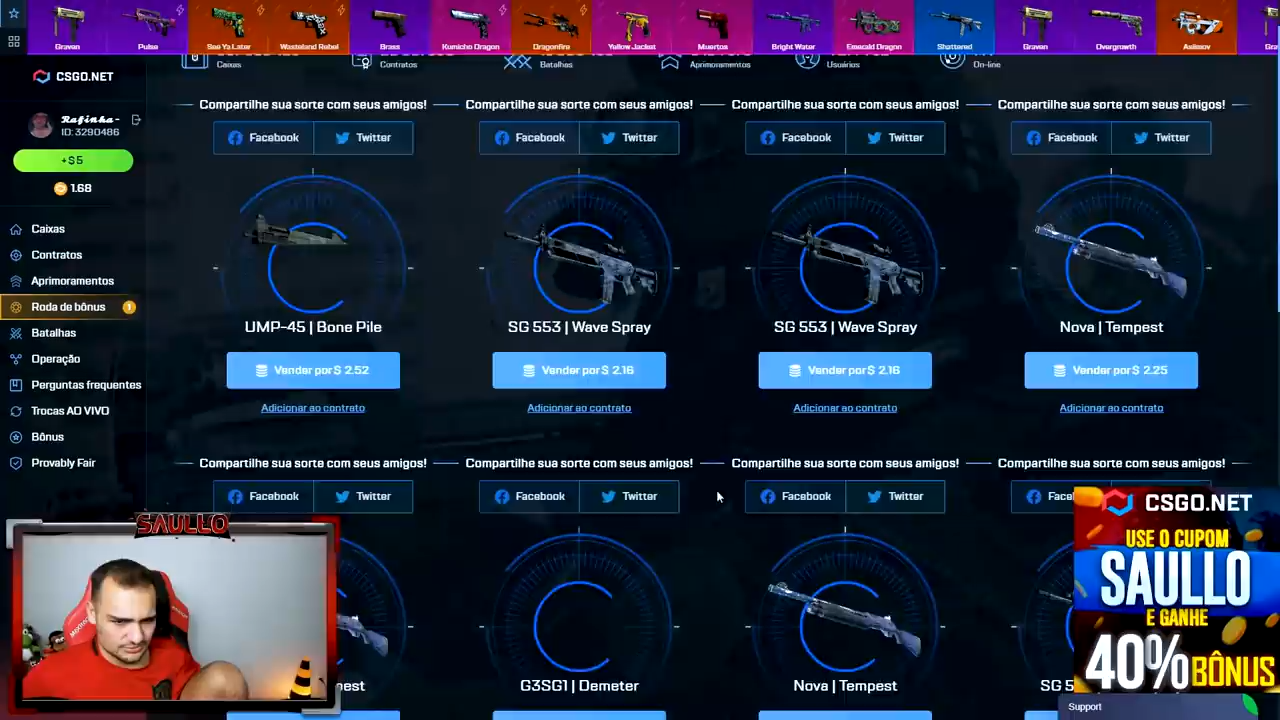 Graven
Pulse
See Ya Later
Wasteland Rebel
Brass
Kumicho Dragon
Dragonfire
Yellow Jacket
Muertos
Bright Water
Emerald Dragon
Shattered
Graven
Overgrowth
Asiimov
Gra
CSGO.NET
Caixas
Contratos
Batalhas
Aprimoramentos
Usuários
On-line
Rafinha-
ID: 3290486
+$5
1.68
Caixas
Contratos
Aprimoramentos
Roda de bônus
1
Batalhas
Operação
Perguntas frequentes
Trocas AO VIVO
Bônus
Provably Fair
Compartilhe sua sorte com seus amigos!
Facebook
Twitter
UMP-45 | Bone Pile
Vender por $ 2.52
Adicionar ao contrato
Compartilhe sua sorte com seus amigos!
Facebook
Twitter
SG 553 | Wave Spray
Vender por $ 2.16
Adicionar ao contrato
Compartilhe sua sorte com seus amigos!
Facebook
Twitter
SG 553 | Wave Spray
Vender por $ 2.16
Adicionar ao contrato
Compartilhe sua sorte com seus amigos!
Facebook
Twitter
Nova | Tempest
Vender por $ 2.25
Adicionar ao contrato
Compartilhe sua sorte com seus amigos!
Facebook
Twitter
Compartilhe sua sorte com seus amigos!
Facebook
Twitter
G3SG1 | Demeter
Compartilhe sua sorte com seus amigos!
Facebook
Twitter
Nova | Tempest
Compartilhe sua sorte com seus amigos!
SG 5
SAULLO
CSGO.NET
USE O CUPOM
SAULLO
E GANHE
40% BÔNUS
Support